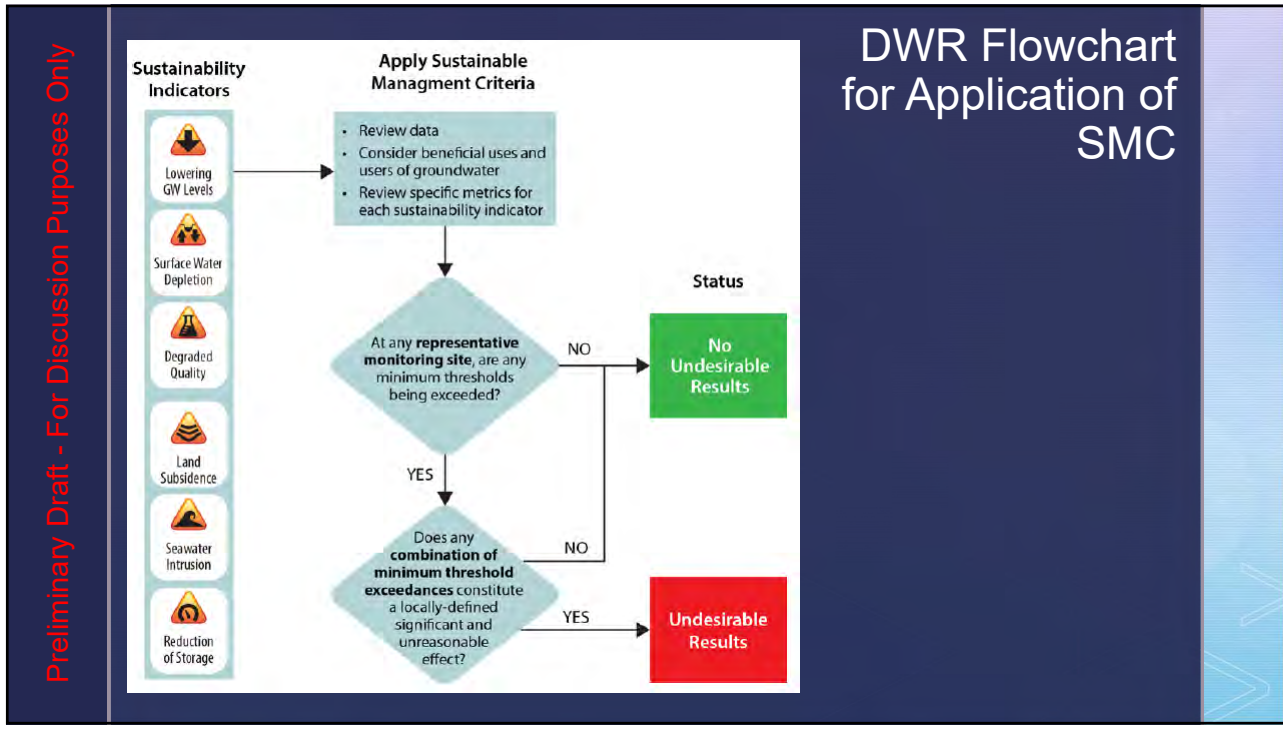 Preliminary Draft - For Discussion Purposes Only
DWR Flowchart
for Application of
SMC
Sustainability
Indicators
Lowering
GW Levels
Surface Water
Depletion
Degraded
Quality
Land
Subsidence
Seawater
Intrusion
Reduction
of Storage
Apply Sustainable
Managment Criteria
• Review data
• Consider beneficial uses and
users of groundwater
• Review specific metrics for
each sustainability indicator
At any representative
monitoring site, are any
minimum thresholds
being exceeded?
NO
YES
Does any
combination of
minimum threshold
exceedances constitute
a locally-defined
significant and
unreasonable
effect?
NO
YES
Status
No
Undesirable
Results
Undesirable
Results